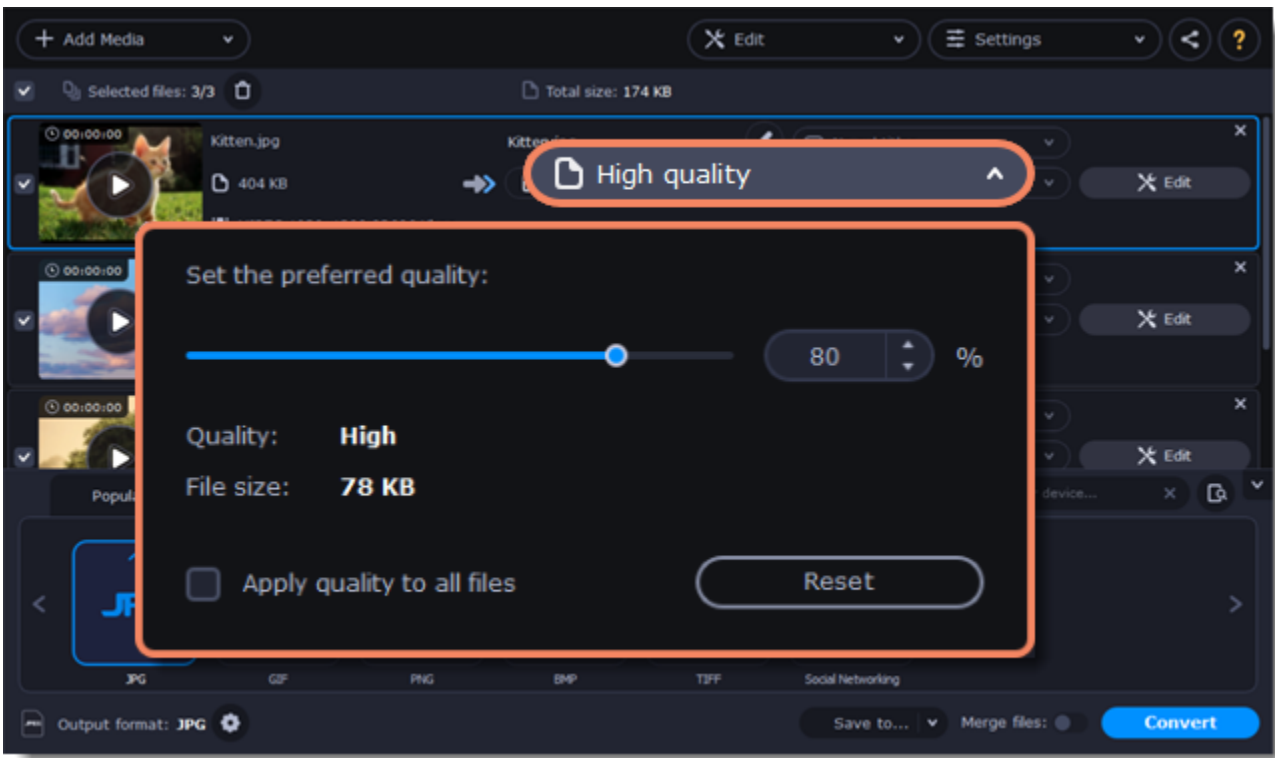 Add Media
Edit
Settings
?
Selected files: 3/3
Total size: 174 KB
00:00:00
Kitten.jpg
404 KB
High quality
Edit
00:00:00
Edit
00:00:00
Edit
Set the preferred quality:
80 %
Quality: High
File size: 78 KB
Apply quality to all files
Reset
device...
JPG
GIF
PNG
BMP
TIFF
Social Networking
Output format: JPG
Save to...
Merge files:
Convert